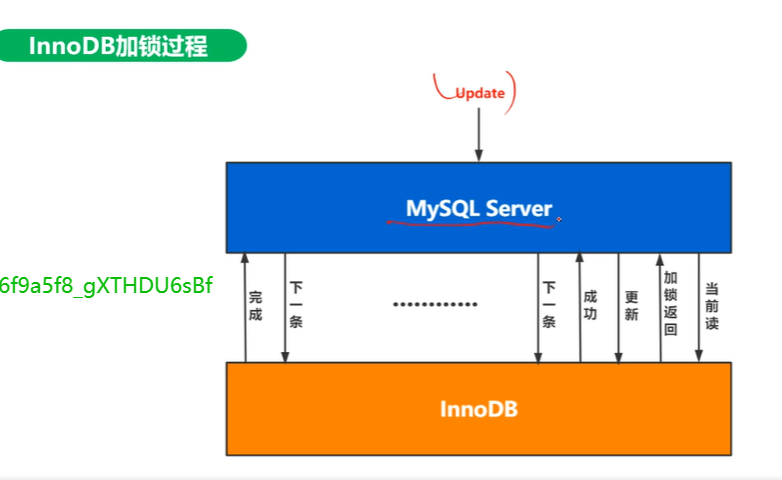 InnoDB加锁过程
Update
MySQL Server
6f9a5f8_gXTHDU6sBf
完成
下一条
............
下一条
成功
更新
加锁返回
当前读
InnoDB